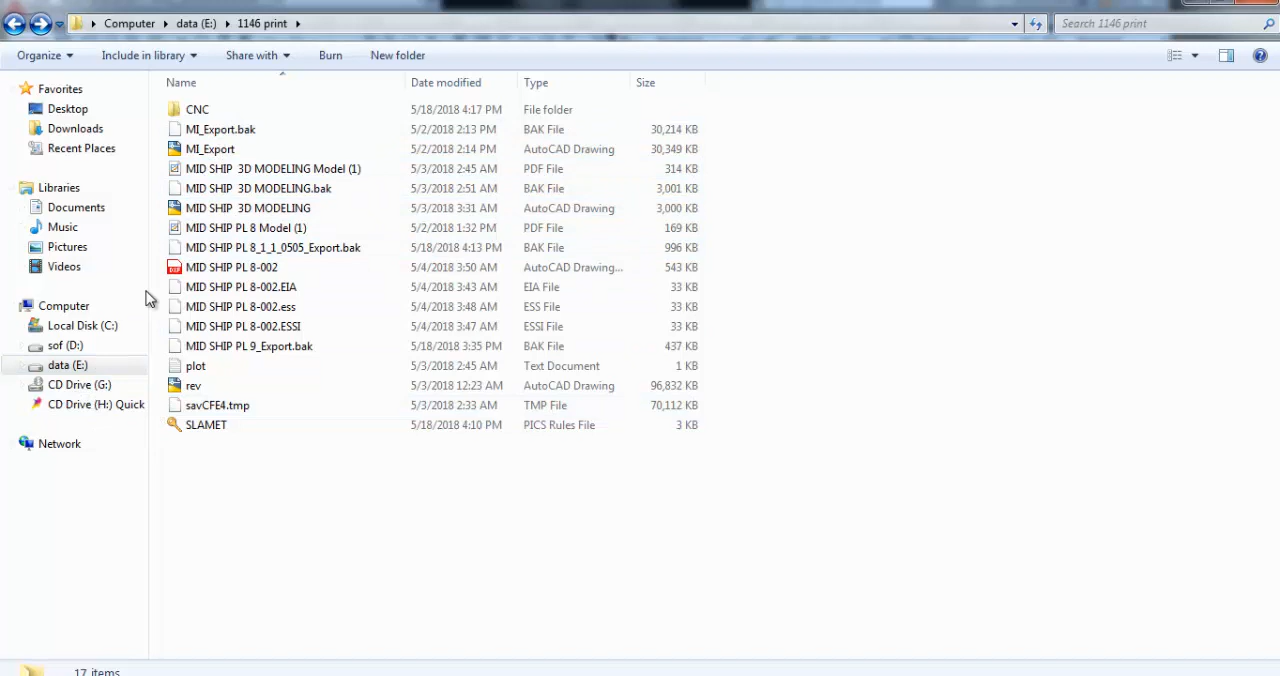 Computer data (E:) 1146 print Search 1146 print
Organize Include in library Share with Burn New folder
Name Date modified Type Size
Favorites
Desktop
Downloads
Recent Places
Libraries
Documents
Music
Pictures
Videos
Computer
Local Disk (C:)
sof (D:)
data (E:)
CD Drive (G:)
CD Drive (H:) Quick
Network
CNC 5/18/2018 4:17 PM File folder
MI_Export.bak 5/2/2018 2:13 PM BAK File 30,214 KB
MI_Export 5/2/2018 2:14 PM AutoCAD Drawing 30,349 KB
MID SHIP  3D MODELING Model (1) 5/3/2018 2:45 AM PDF File 314 KB
MID SHIP  3D MODELING.bak 5/3/2018 2:51 AM BAK File 3,001 KB
MID SHIP  3D MODELING 5/3/2018 3:31 AM AutoCAD Drawing 3,000 KB
MID SHIP PL 8 Model (1) 5/2/2018 1:32 PM PDF File 169 KB
MID SHIP PL 8_1_1_0505_Export.bak 5/18/2018 4:13 PM BAK File 996 KB
DXF MID SHIP PL 8-002 5/4/2018 3:50 AM AutoCAD Drawing... 543 KB
MID SHIP PL 8-002.EIA 5/4/2018 3:43 AM EIA File 33 KB
MID SHIP PL 8-002.ess 5/4/2018 3:48 AM ESS File 33 KB
MID SHIP PL 8-002.ESSI 5/4/2018 3:47 AM ESSI File 33 KB
MID SHIP PL 9_Export.bak 5/18/2018 3:35 PM BAK File 437 KB
plot 5/3/2018 2:45 AM Text Document 1 KB
rev 5/3/2018 12:23 AM AutoCAD Drawing 96,832 KB
savCFE4.tmp 5/3/2018 2:33 AM TMP File 70,112 KB
SLAMET 5/18/2018 4:10 PM PICS Rules File 3 KB
17 items